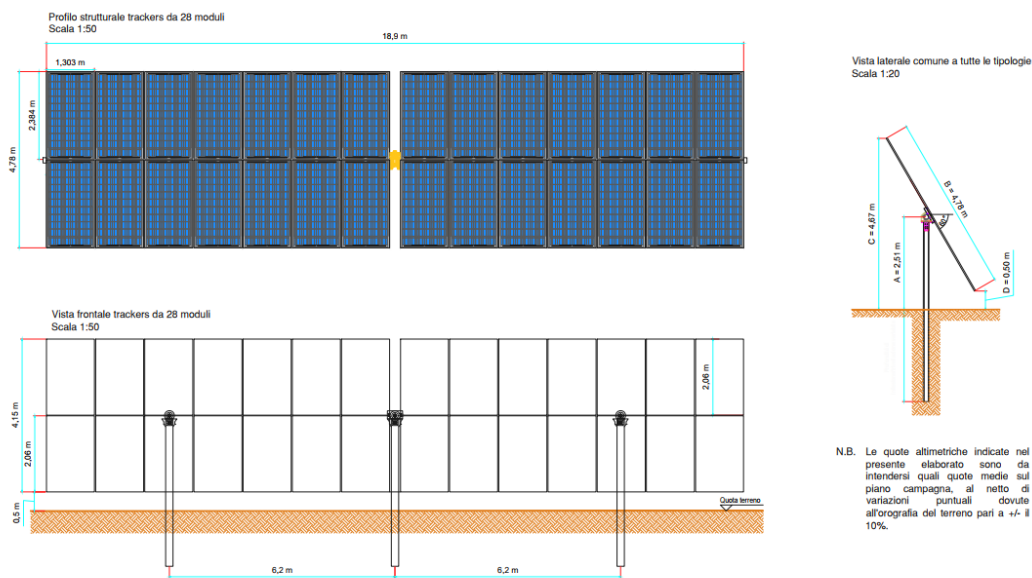 Profilo strutturale trackers da 28 moduli
Scala 1:50
18,9 m
1,303 m
2,384 m
4,78 m
Vista frontale trackers da 28 moduli
Scala 1:50
4,15 m
2,06 m
0,5 m
2,06 m
Quota terreno
6,2 m
6,2 m
Vista laterale comune a tutte le tipologie
Scala 1:20
B = 4,78 m
C = 4,67 m
A = 2,51 m
60°
D = 0,50 m
N.B. Le quote altimetriche indicate nel
presente elaborato sono da
intendersi quali quote medie sul
piano campagna, al netto di
variazioni puntuali dovute
all'orografia del terreno pari a +/- il
10%.